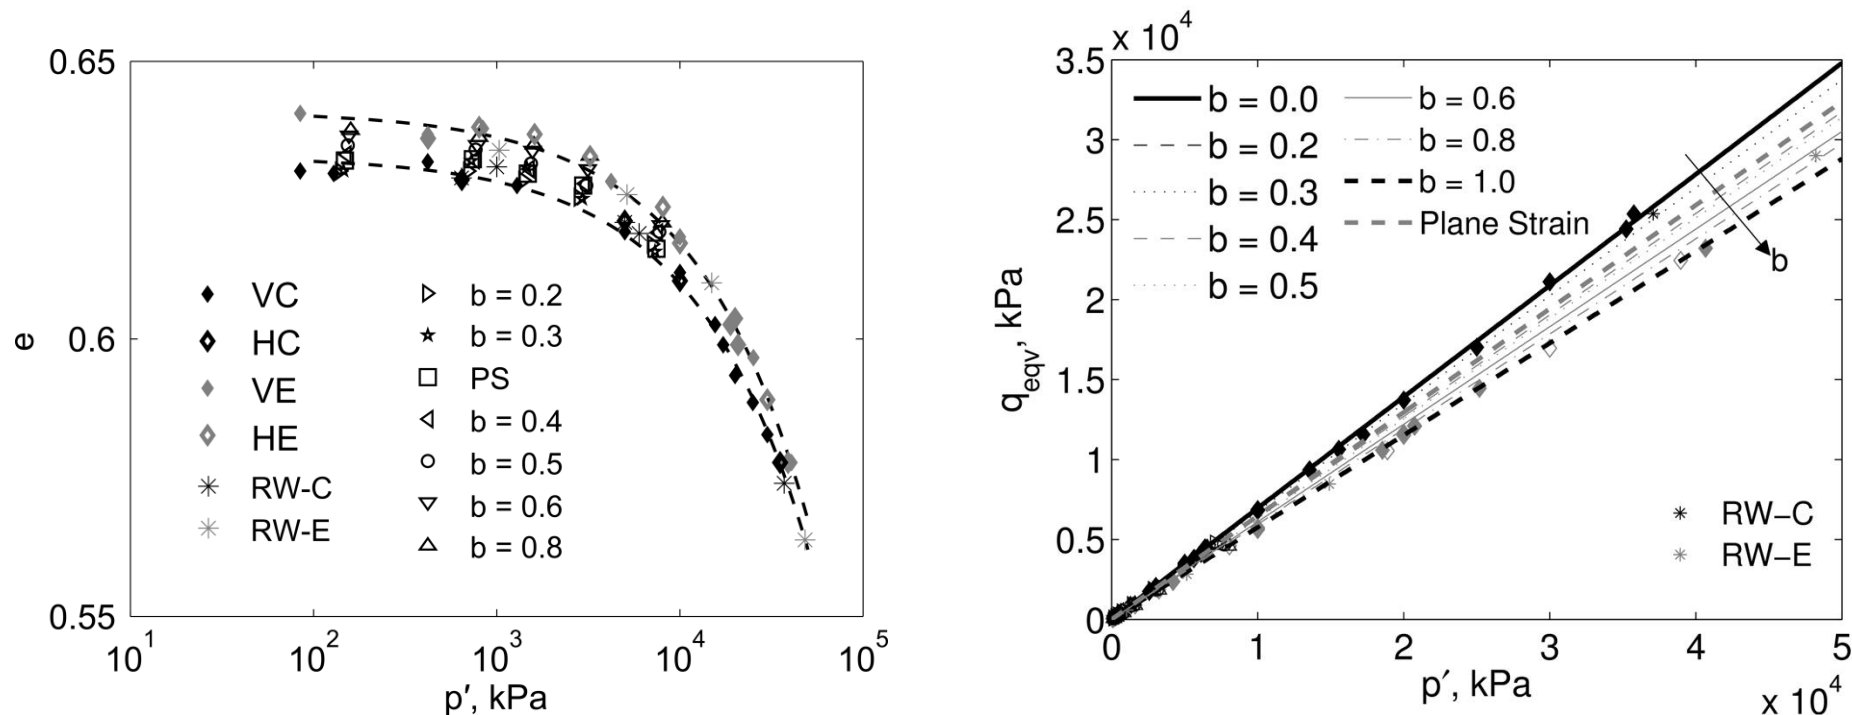 0.65
0.6
0.55
e
VC
HC
VE
HE
RW-C
RW-E
b = 0.2
b = 0.3
PS
b = 0.4
b = 0.5
b = 0.6
b = 0.8
10^1 10^2 10^3 10^4 10^5
p′, kPa
x 10^4
3.5
3
2.5
2
1.5
1
0.5
0
q_eqv, kPa
b = 0.0
b = 0.2
b = 0.3
b = 0.4
b = 0.5
b = 0.6
b = 0.8
b = 1.0
Plane Strain
b
RW−C
RW−E
0 1 2 3 4 5
p′, kPa
x 10^4